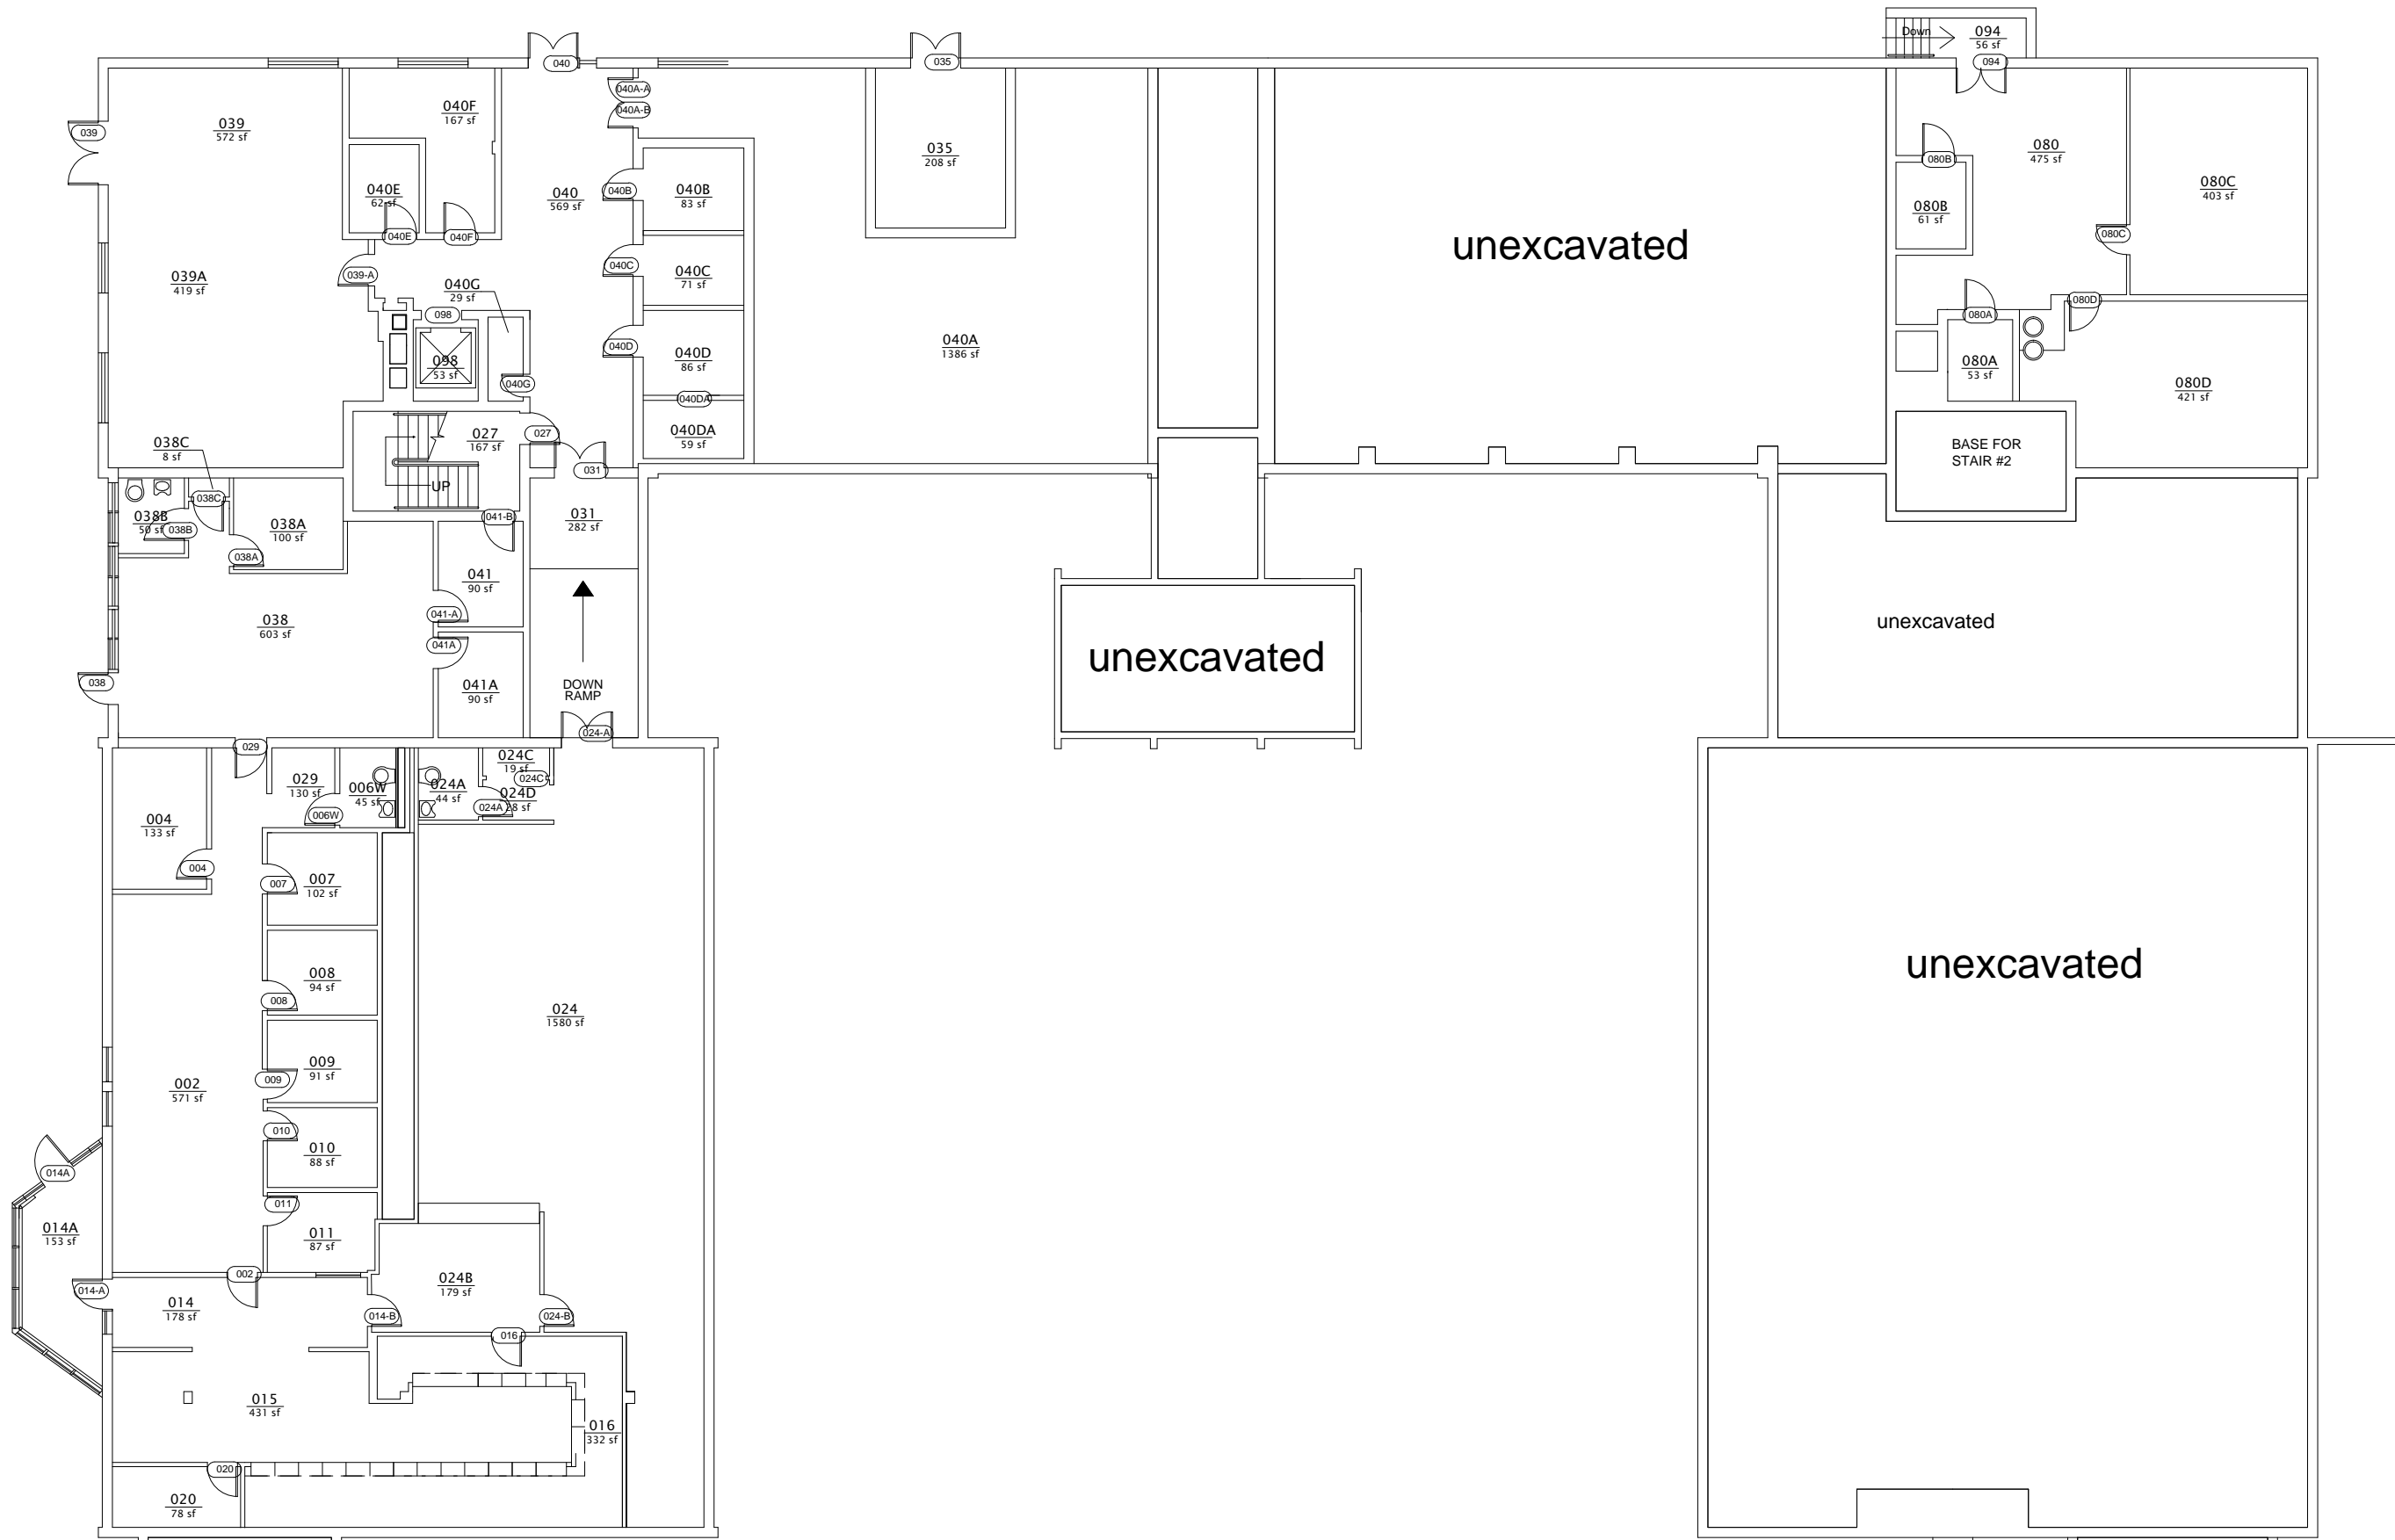 Down
094
56 sf
040
035
094
040A-A
040A-B
040F
167 sf
039
039
572 sf
035
208 sf
080
475 sf
080B
040E
62 sf
040B
040
569 sf
040B
83 sf
080C
403 sf
080B
61 sf
040E
040F
unexcavated
080C
039A
419 sf
039-A
040C
040C
71 sf
040G
29 sf
080D
098
080A
040D
040A
1386 sf
040D
86 sf
098
53 sf
080A
53 sf
040G
080D
421 sf
040DA
027
167 sf
027
040DA
59 sf
038C
8 sf
BASE FOR
STAIR #2
031
UP
038C
038B
50 sf
038B
038A
100 sf
041-B
031
282 sf
038A
041
90 sf
041-A
038
603 sf
unexcavated
041A
unexcavated
038
041A
90 sf
DOWN
RAMP
024-A
029
024C
19 sf
029
130 sf
006W
45 sf
024A
44 sf
024C
024D
28 sf
024A
006W
004
133 sf
004
007
007
102 sf
unexcavated
008
94 sf
008
024
1580 sf
009
91 sf
009
002
571 sf
010
010
88 sf
014A
011
014A
153 sf
011
87 sf
002
024B
179 sf
014-A
014
178 sf
014-B
024-B
016
015
431 sf
016
332 sf
020
020
78 sf